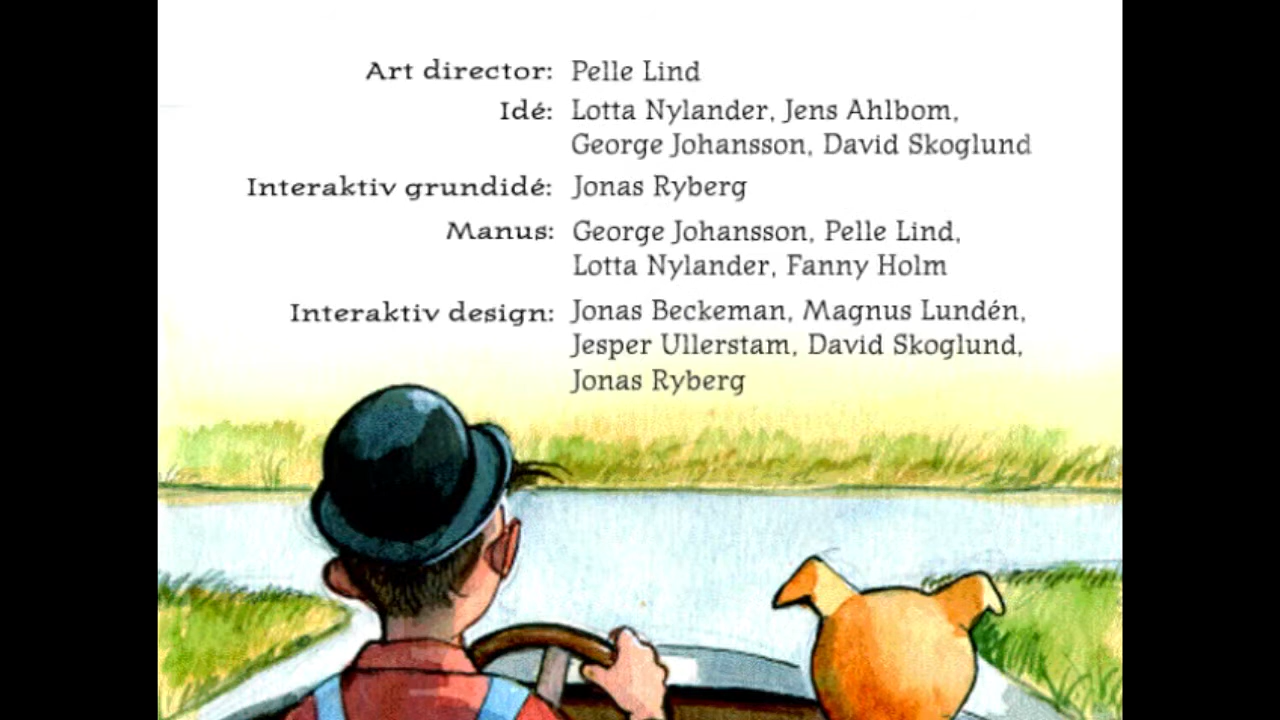 Art director: Pelle Lind
Idé: Lotta Nylander, Jens Ahlbom,
George Johansson, David Skoglund
Interaktiv grundidé: Jonas Ryberg
Manus: George Johansson, Pelle Lind,
Lotta Nylander, Fanny Holm
Interaktiv design: Jonas Beckeman, Magnus Lundén,
Jesper Ullerstam, David Skoglund,
Jonas Ryberg